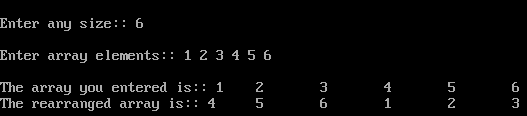 Enter any size:: 6
Enter array elements:: 1 2 3 4 5 6
The array you entered is:: 1 2 3 4 5 6
The rearranged array is:: 4 5 6 1 2 3